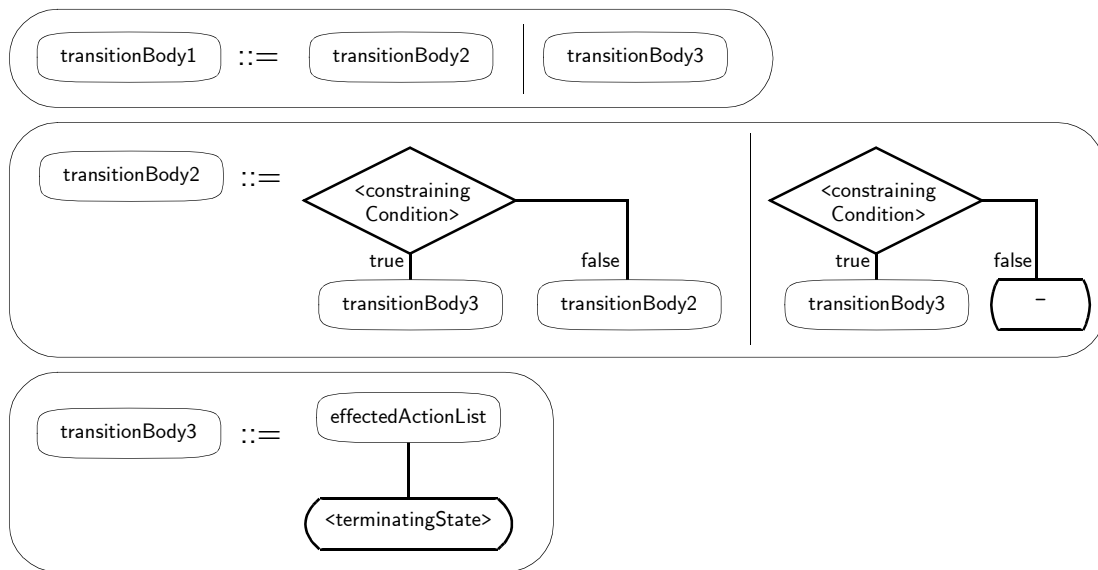 transitionBody1 ::= transitionBody2 transitionBody3
transitionBody2 ::= <constraining <constraining
Condition> Condition>
true false true false
transitionBody3 transitionBody2 transitionBody3 –
transitionBody3 ::= effectedActionList
<terminatingState>